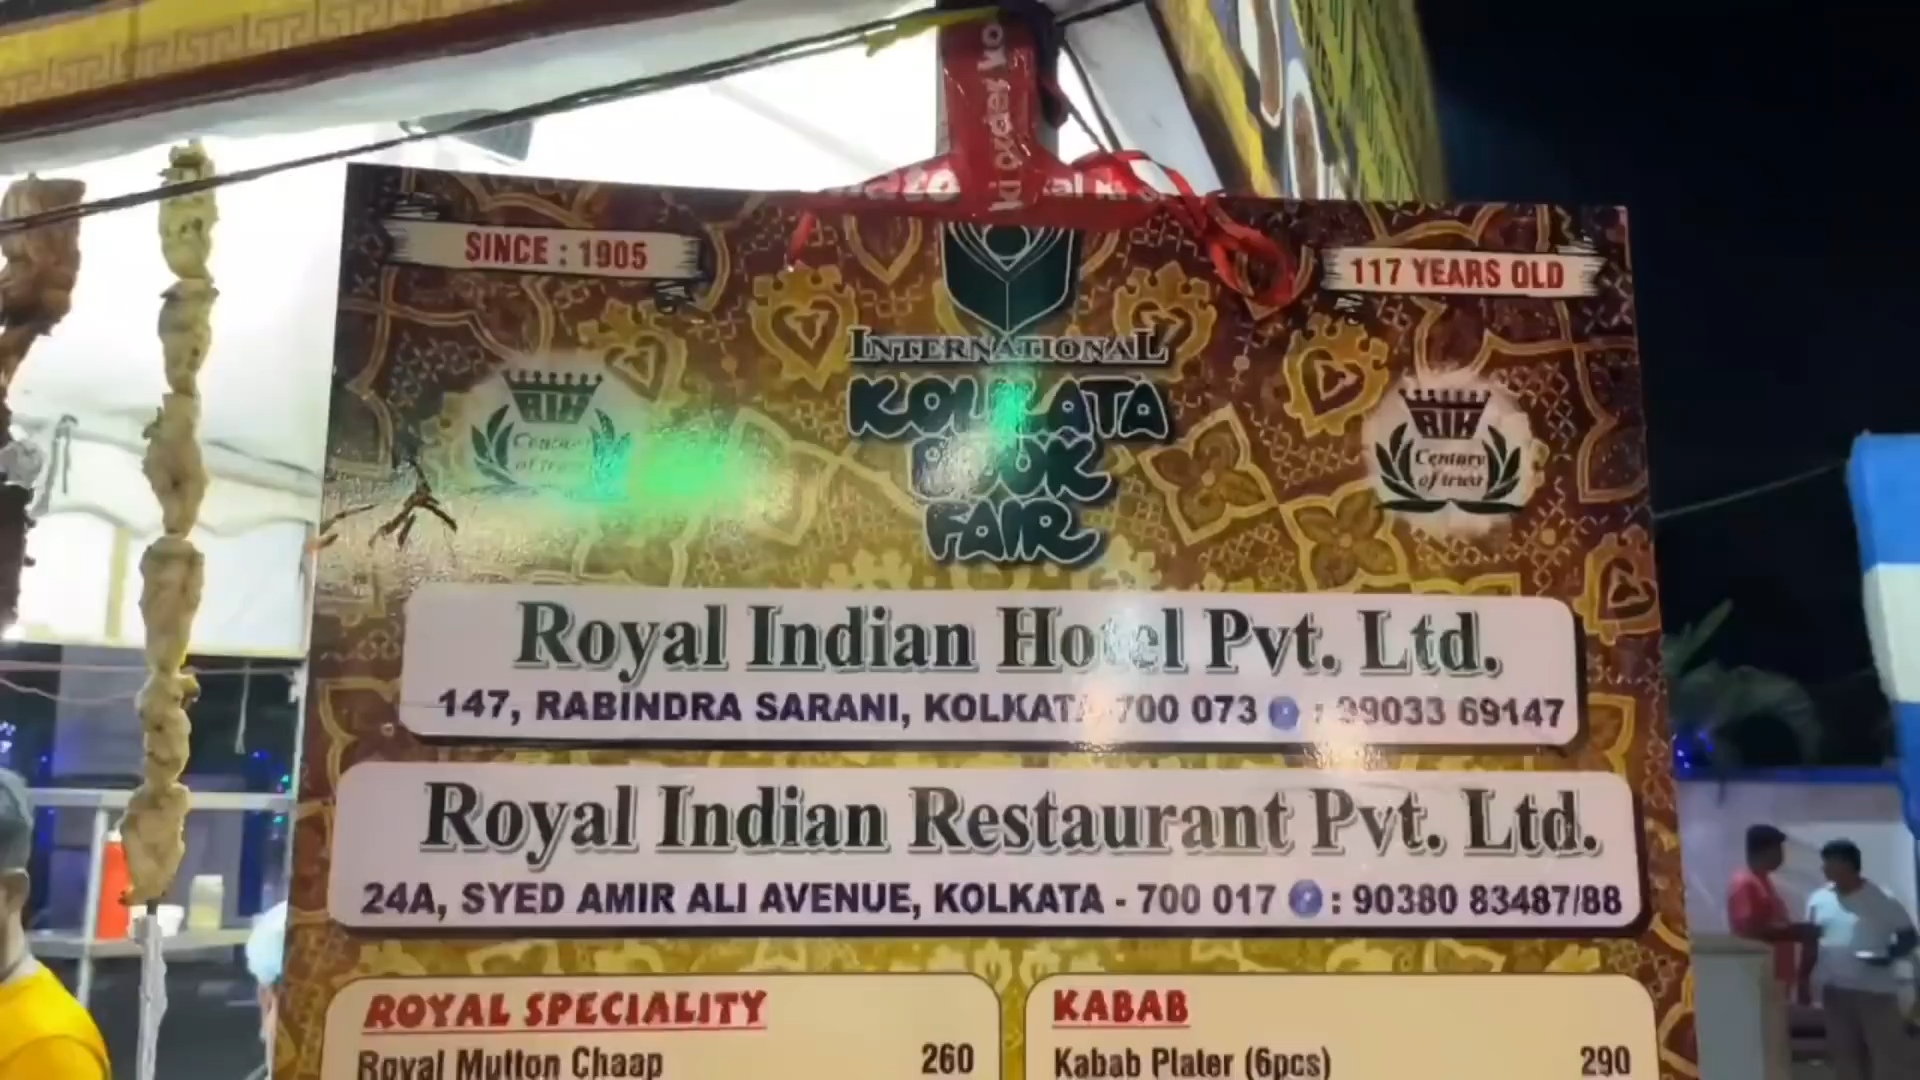 SINCE : 1905
117 YEARS OLD
INTERNATIONAL
KOLKATA
BOOK
FAIR
RIH
Century
of trust
RIH
Century
of trust
Royal Indian Hotel Pvt. Ltd.
147, RABINDRA SARANI, KOLKATA 700 073 : 99033 69147
Royal Indian Restaurant Pvt. Ltd.
24A, SYED AMIR ALI AVENUE, KOLKATA - 700 017 : 90380 83487/88
ROYAL SPECIALITY
Royal Mutton Chaap 260
KABAB
Kabab Plater (6pcs) 290